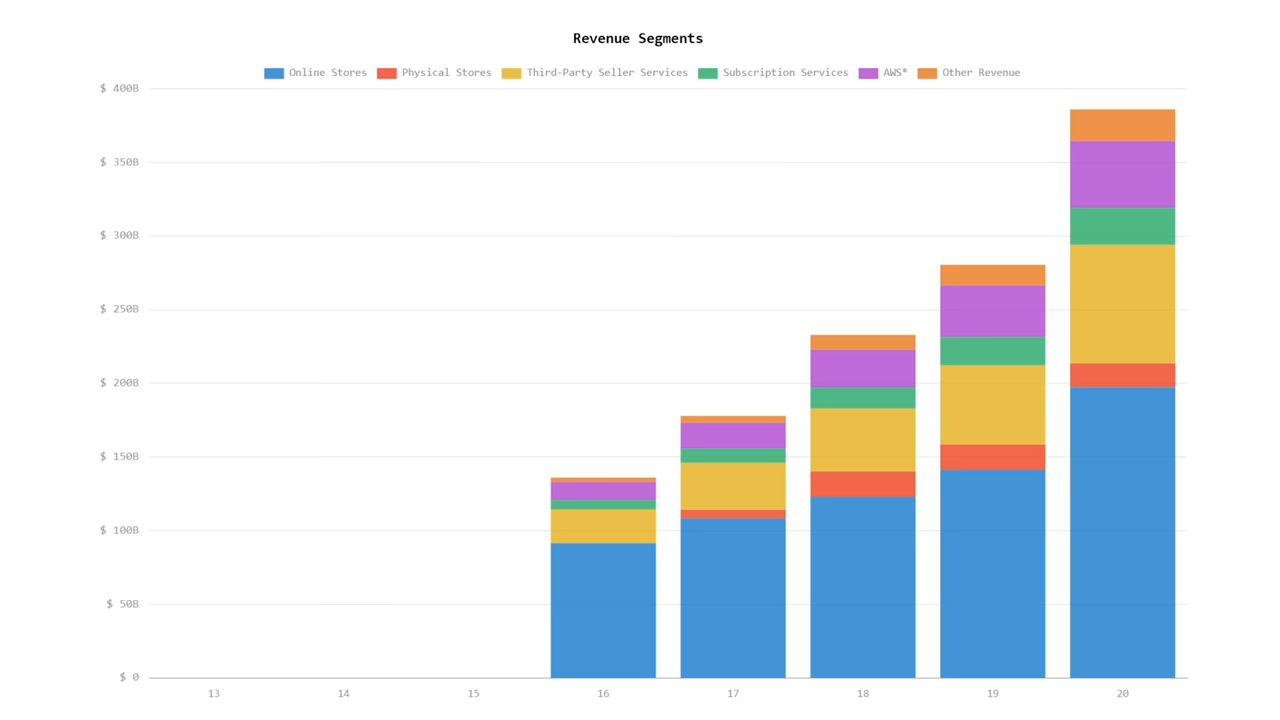 Revenue Segments
Online Stores Physical Stores Third-Party Seller Services Subscription Services AWS* Other Revenue
$ 400B
$ 350B
$ 300B
$ 250B
$ 200B
$ 150B
$ 100B
$ 50B
$ 0
13 14 15 16 17 18 19 20